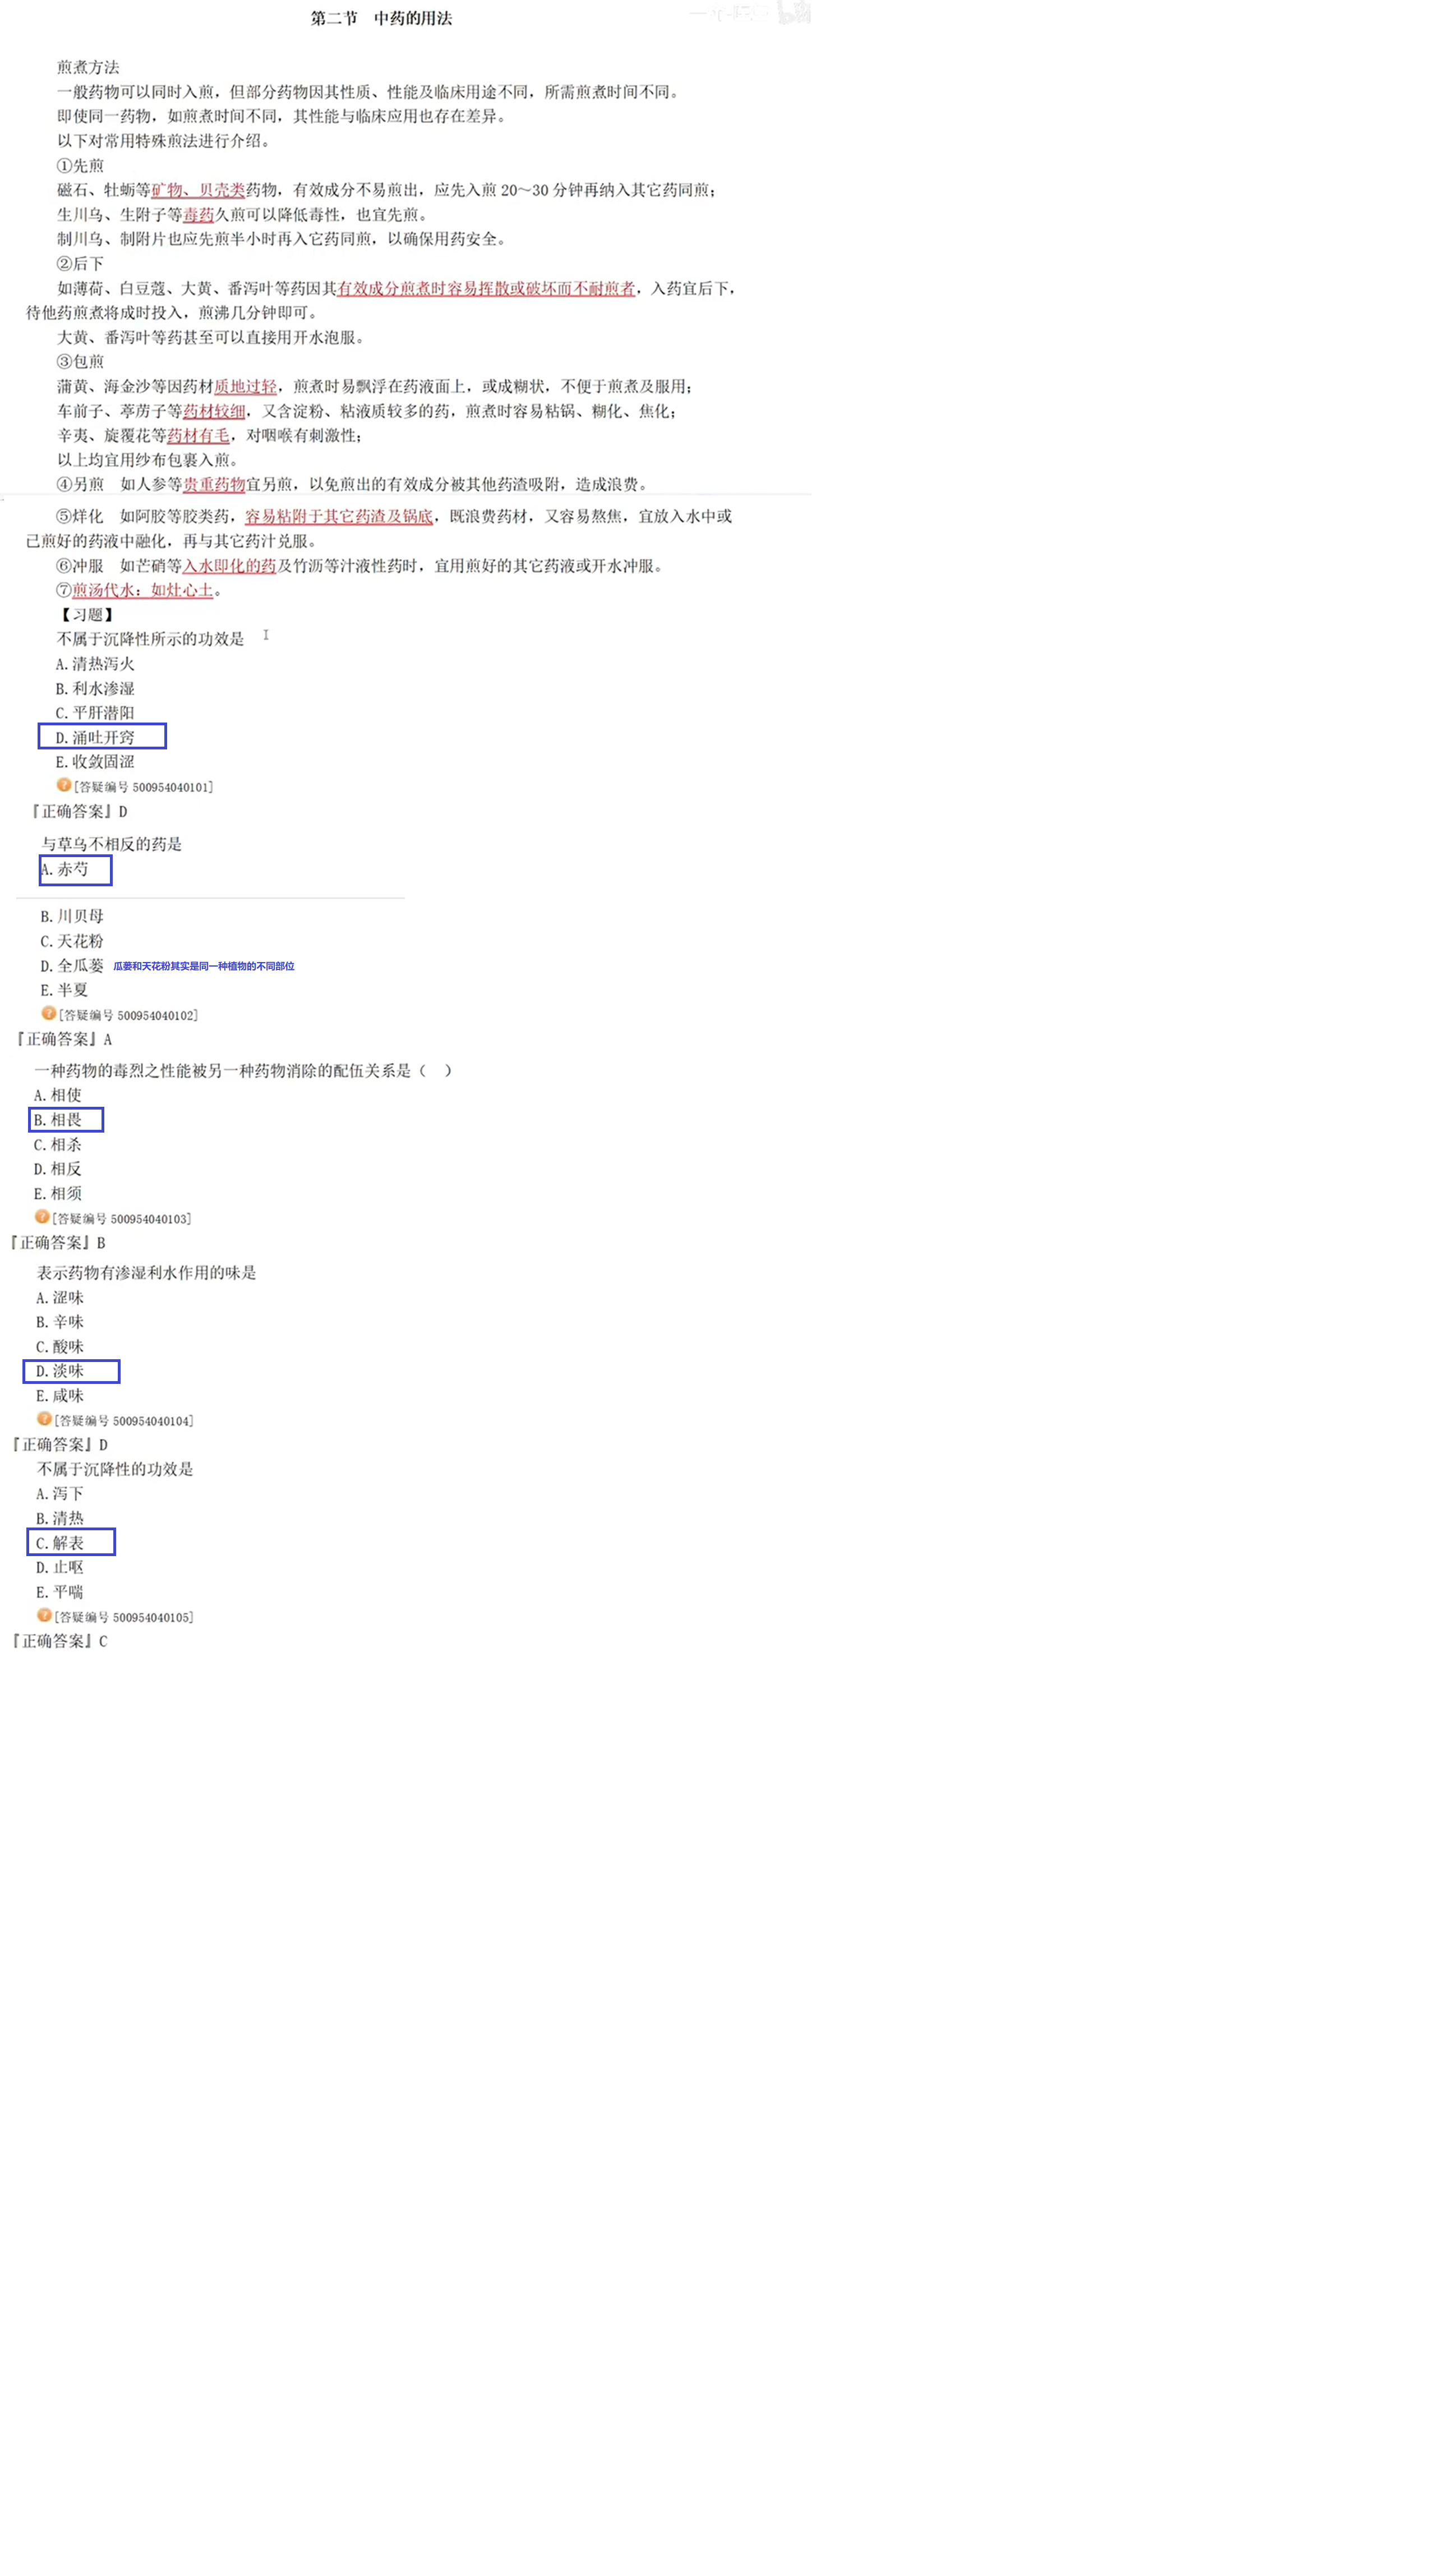 第二节　中药的用法
煎煮方法
一般药物可以同时入煎，但部分药物因其性质、性能及临床用途不同，所需煎煮时间不同。
即使同一药物，如煎煮时间不同，其性能与临床应用也存在差异。
以下对常用特殊煎法进行介绍。
①先煎
磁石、牡蛎等矿物、贝壳类药物，有效成分不易煎出，应先入煎 20～30 分钟再纳入其它药同煎；
生川乌、生附子等毒药久煎可以降低毒性，也宜先煎。
制川乌、制附片也应先煎半小时再入它药同煎，以确保用药安全。
②后下
如薄荷、白豆蔻、大黄、番泻叶等药因其有效成分煎煮时容易挥散或破坏而不耐煎者，入药宜后下，
待他药煎煮将成时投入，煎沸几分钟即可。
大黄、番泻叶等药甚至可以直接用开水泡服。
③包煎
蒲黄、海金沙等因药材质地过轻，煎煮时易飘浮在药液面上，或成糊状，不便于煎煮及服用；
车前子、葶苈子等药材较细，又含淀粉、粘液质较多的药，煎煮时容易粘锅、糊化、焦化；
辛夷、旋覆花等药材有毛，对咽喉有刺激性；
以上均宜用纱布包裹入煎。
④另煎　如人参等贵重药物宜另煎，以免煎出的有效成分被其他药渣吸附，造成浪费。
⑤烊化　如阿胶等胶类药，容易粘附于其它药渣及锅底，既浪费药材，又容易熬焦，宜放入水中或
已煎好的药液中融化，再与其它药汁兑服。
⑥冲服　如芒硝等入水即化的药及竹沥等汁液性药时，宜用煎好的其它药液或开水冲服。
⑦煎汤代水：如灶心土。
【习题】
不属于沉降性所示的功效是
A.清热泻火
B.利水渗湿
C.平肝潜阳
D.涌吐开窍
E.收敛固涩
[答疑编号 500954040101]
『正确答案』D
与草乌不相反的药是
A.赤芍
B.川贝母
C.天花粉
D.全瓜蒌 瓜蒌和天花粉其实是同一种植物的不同部位
E.半夏
[答疑编号 500954040102]
『正确答案』A
一种药物的毒烈之性能被另一种药物消除的配伍关系是（　）
A.相使
B.相畏
C.相杀
D.相反
E.相须
[答疑编号 500954040103]
『正确答案』B
表示药物有渗湿利水作用的味是
A.涩味
B.辛味
C.酸味
D.淡味
E.咸味
[答疑编号 500954040104]
『正确答案』D
不属于沉降性的功效是
A.泻下
B.清热
C.解表
D.止呕
E.平喘
[答疑编号 500954040105]
『正确答案』C